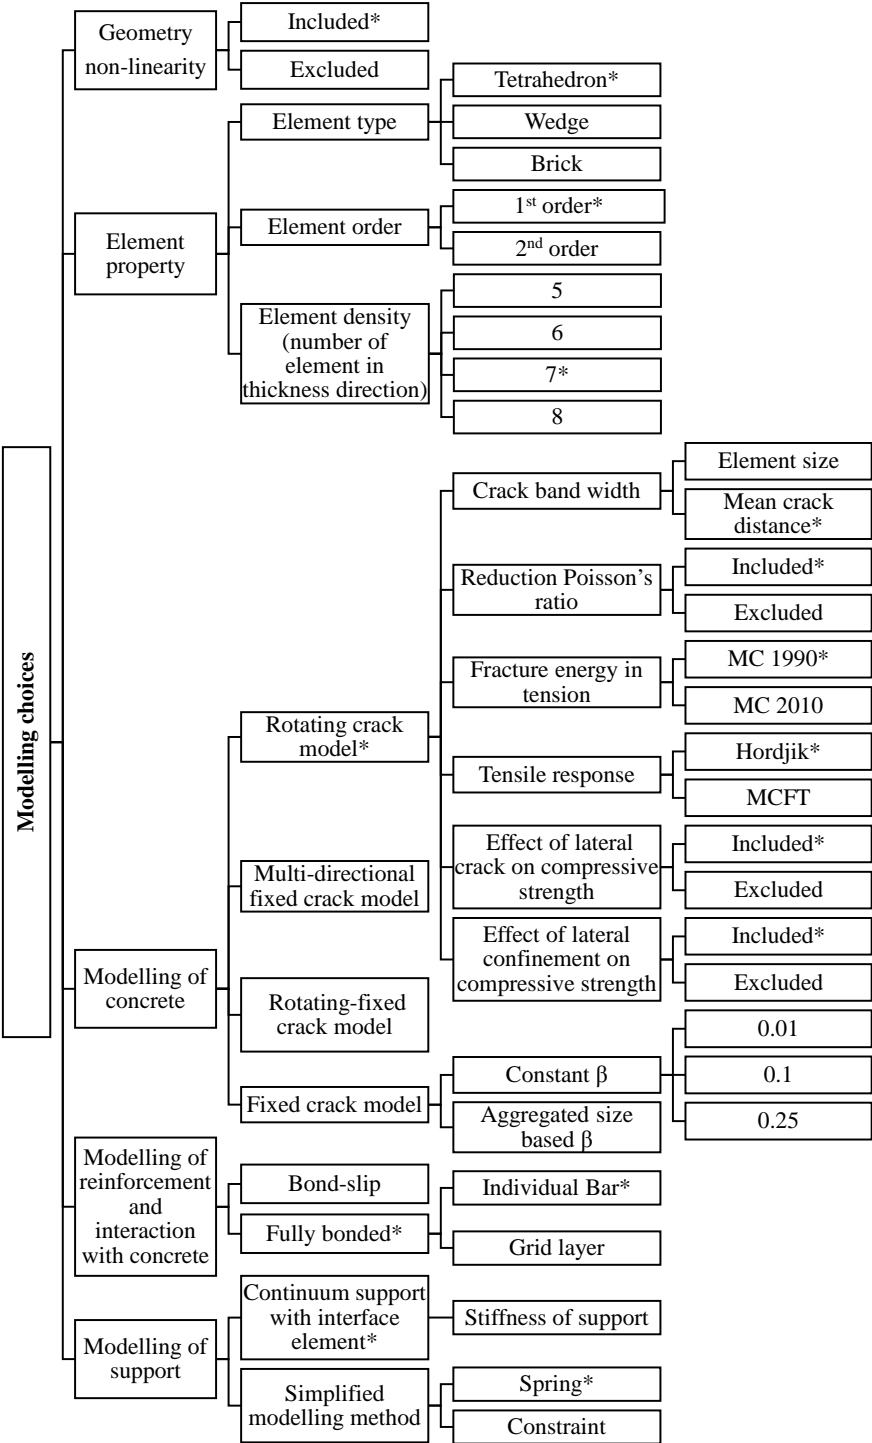 Modelling choices
Geometry
non-linearity
Included*
Excluded
Element
property
Element type
Tetrahedron*
Wedge
Brick
Element order
1st order*
2nd order
Element density
(number of
element in
thickness direction)
5
6
7*
8
Modelling of
concrete
Rotating crack
model*
Crack band width
Element size
Mean crack
distance*
Reduction Poisson’s
ratio
Included*
Excluded
Fracture energy in
tension
MC 1990*
MC 2010
Tensile response
Hordjik*
MCFT
Effect of lateral
crack on compressive
strength
Included*
Excluded
Effect of lateral
confinement on
compressive strength
Included*
Excluded
Multi-directional
fixed crack model
Rotating-fixed
crack model
Fixed crack model
Constant β
0.01
0.1
0.25
Aggregated size
based β
Modelling of
reinforcement
and
interaction
with concrete
Bond-slip
Fully bonded*
Individual Bar*
Grid layer
Modelling of
support
Continuum support
with interface
element*
Stiffness of support
Simplified
modelling method
Spring*
Constraint